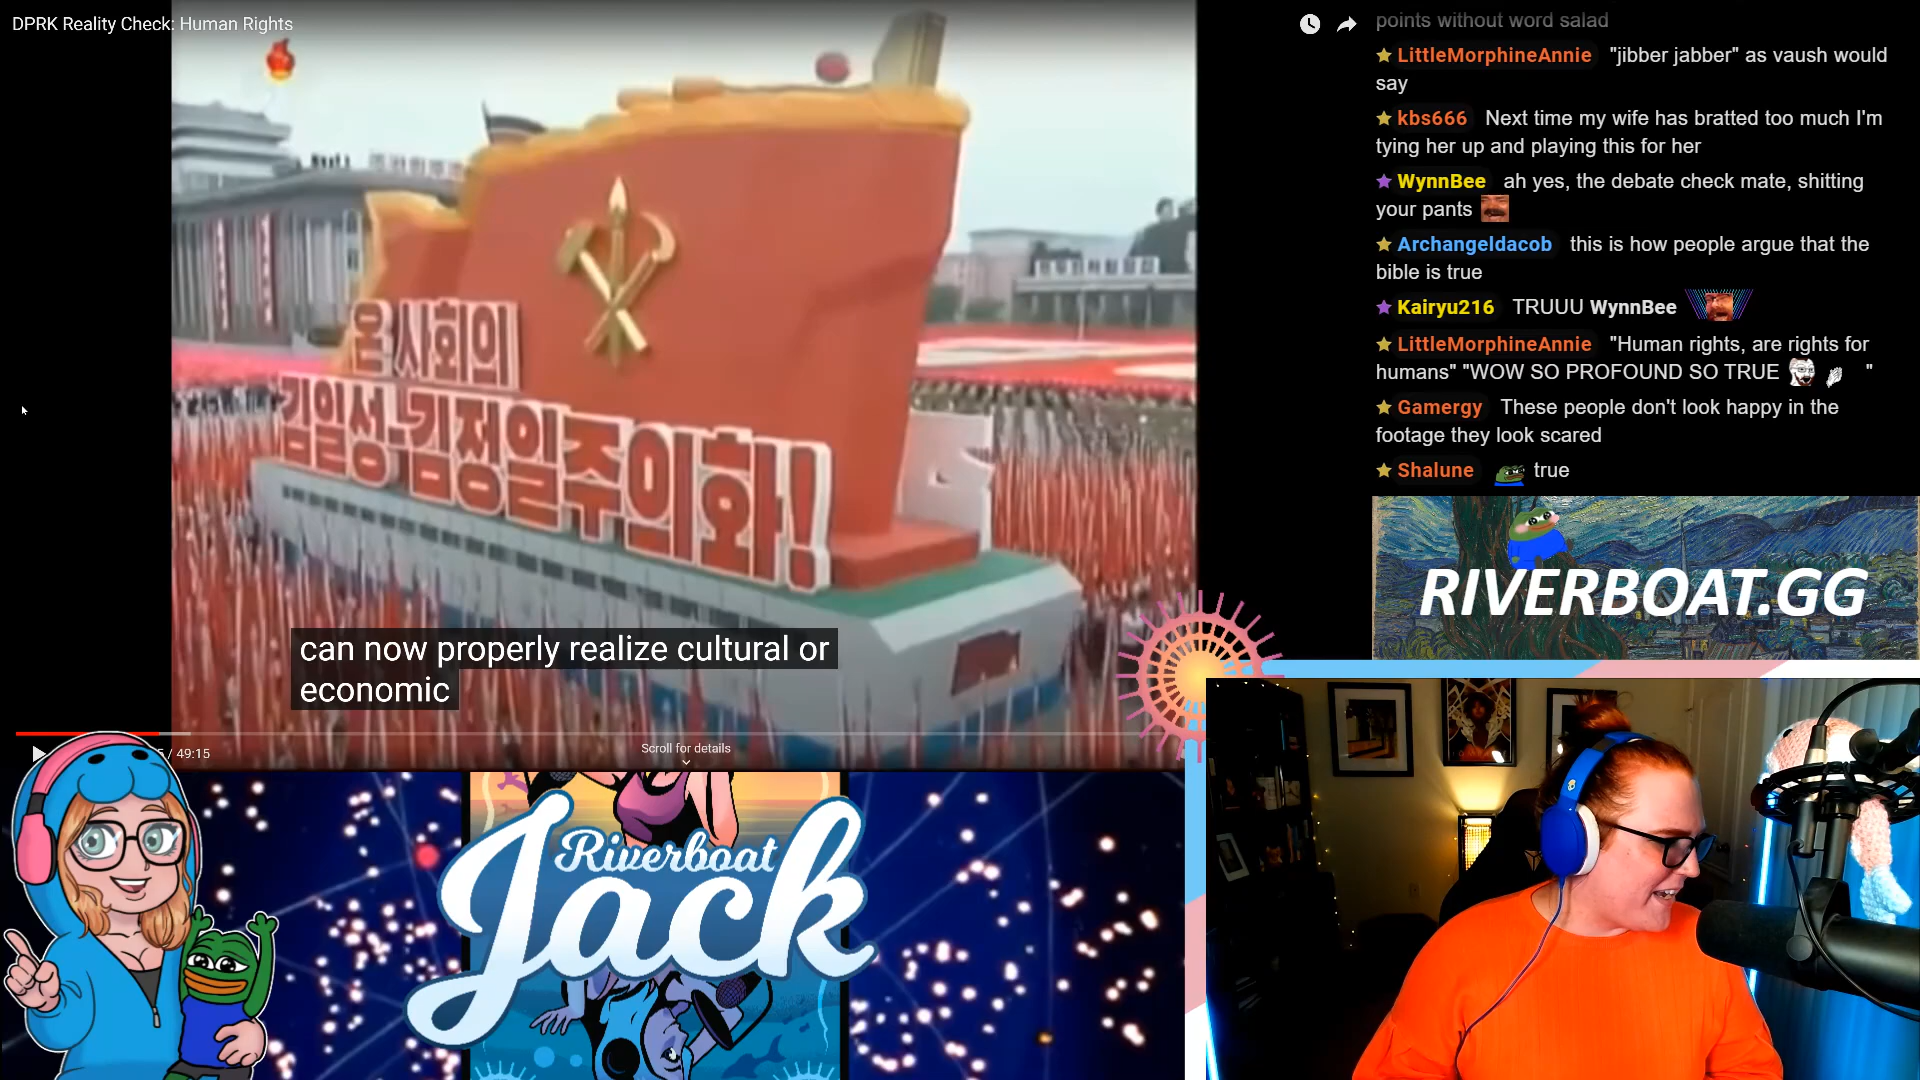 DPRK Reality Check: Human Rights
온 사회의
김일성-김정일주의화!
can now properly realize cultural or
economic
5 / 49:15
Scroll for details
points without word salad
LittleMorphineAnnie "jibber jabber" as vaush would
say
kbs666 Next time my wife has bratted too much I'm
tying her up and playing this for her
WynnBee ah yes, the debate check mate, shitting
your pants
Archangeldacob this is how people argue that the
bible is true
Kairyu216 TRUUU WynnBee
LittleMorphineAnnie "Human rights, are rights for
humans" "WOW SO PROFOUND SO TRUE "
Gamergy These people don't look happy in the
footage they look scared
Shalune true
RIVERBOAT.GG
Riverboat
Jack